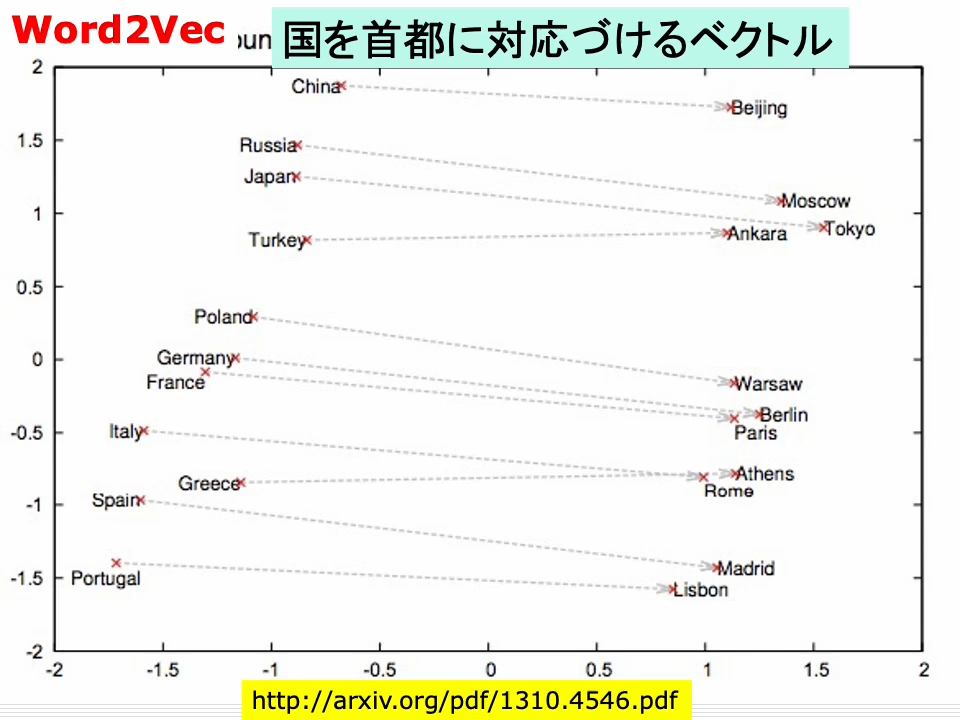 Word2Vec
国を首都に対応づけるベクトル
2
China
Beijing
1.5
Russia
Japan
Moscow
1
Turkey
Ankara
Tokyo
0.5
Poland
0
Germany
France
Warsaw
Berlin
-0.5
Italy
Paris
Greece
Athens
Rome
-1
Spain
Madrid
-1.5
Portugal
Lisbon
-2
-2 -1.5 -1 -0.5 0 0.5 1 1.5 2
http://arxiv.org/pdf/1310.4546.pdf